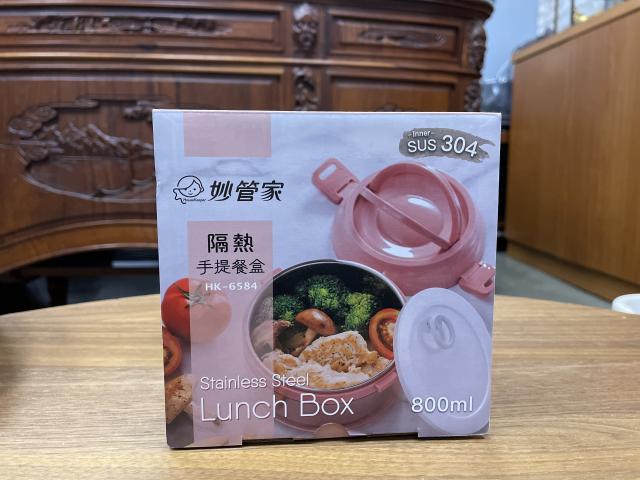 Inner
SUS 304
妙管家
HouseKeeper
隔熱
手提餐盒
HK-6584
Stainless Steel
Lunch Box
800ml